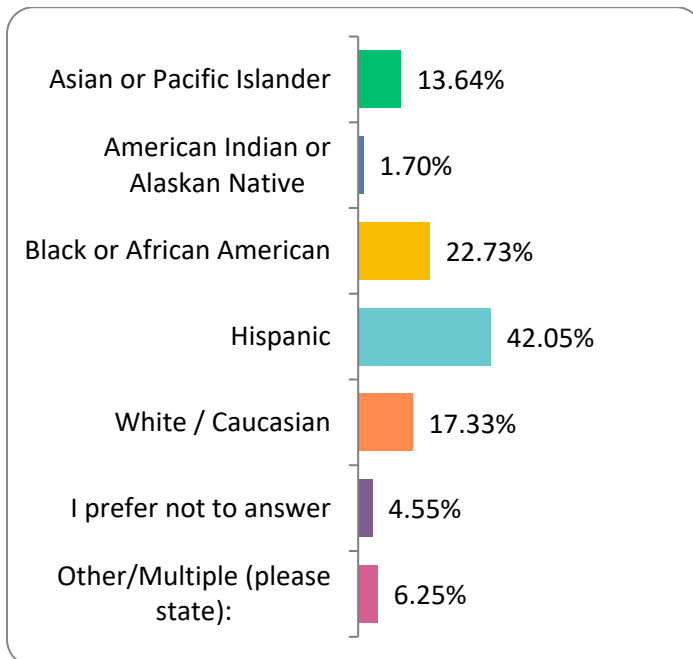 Asian or Pacific Islander 13.64%
American Indian or
Alaskan Native 1.70%
Black or African American 22.73%
Hispanic 42.05%
White / Caucasian 17.33%
I prefer not to answer 4.55%
Other/Multiple (please
state): 6.25%